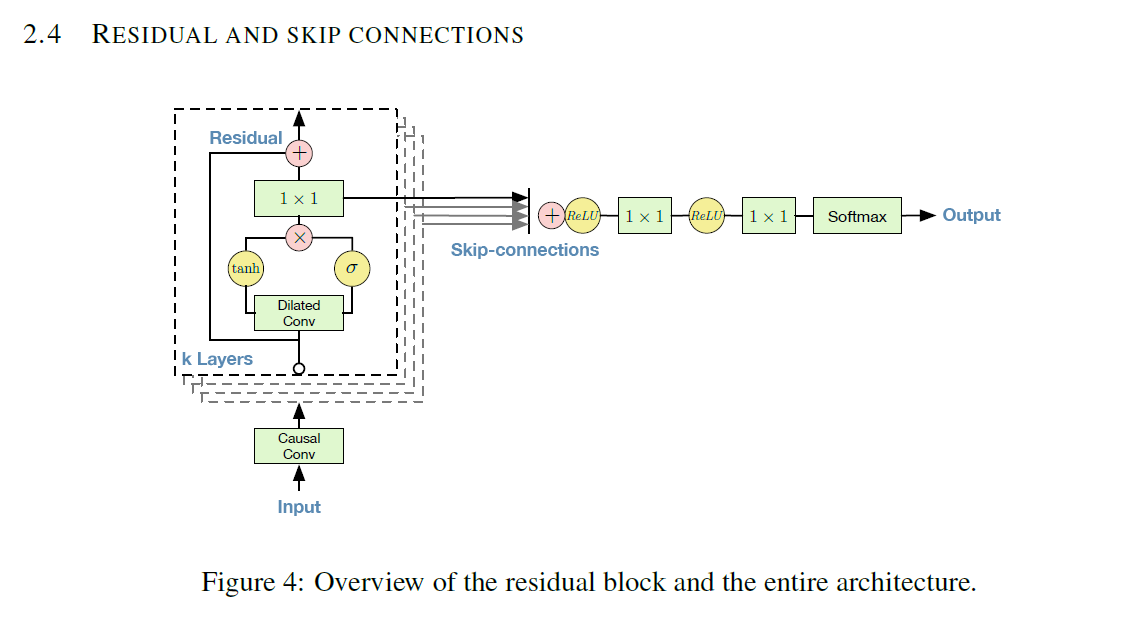 2.4 RESIDUAL AND SKIP CONNECTIONS
Residual
+
1 × 1
×
tanh
σ
Dilated
Conv
k Layers
Causal
Conv
Input
Skip-connections
+
ReLU
1 × 1
ReLU
1 × 1
Softmax
Output
Figure 4: Overview of the residual block and the entire architecture.